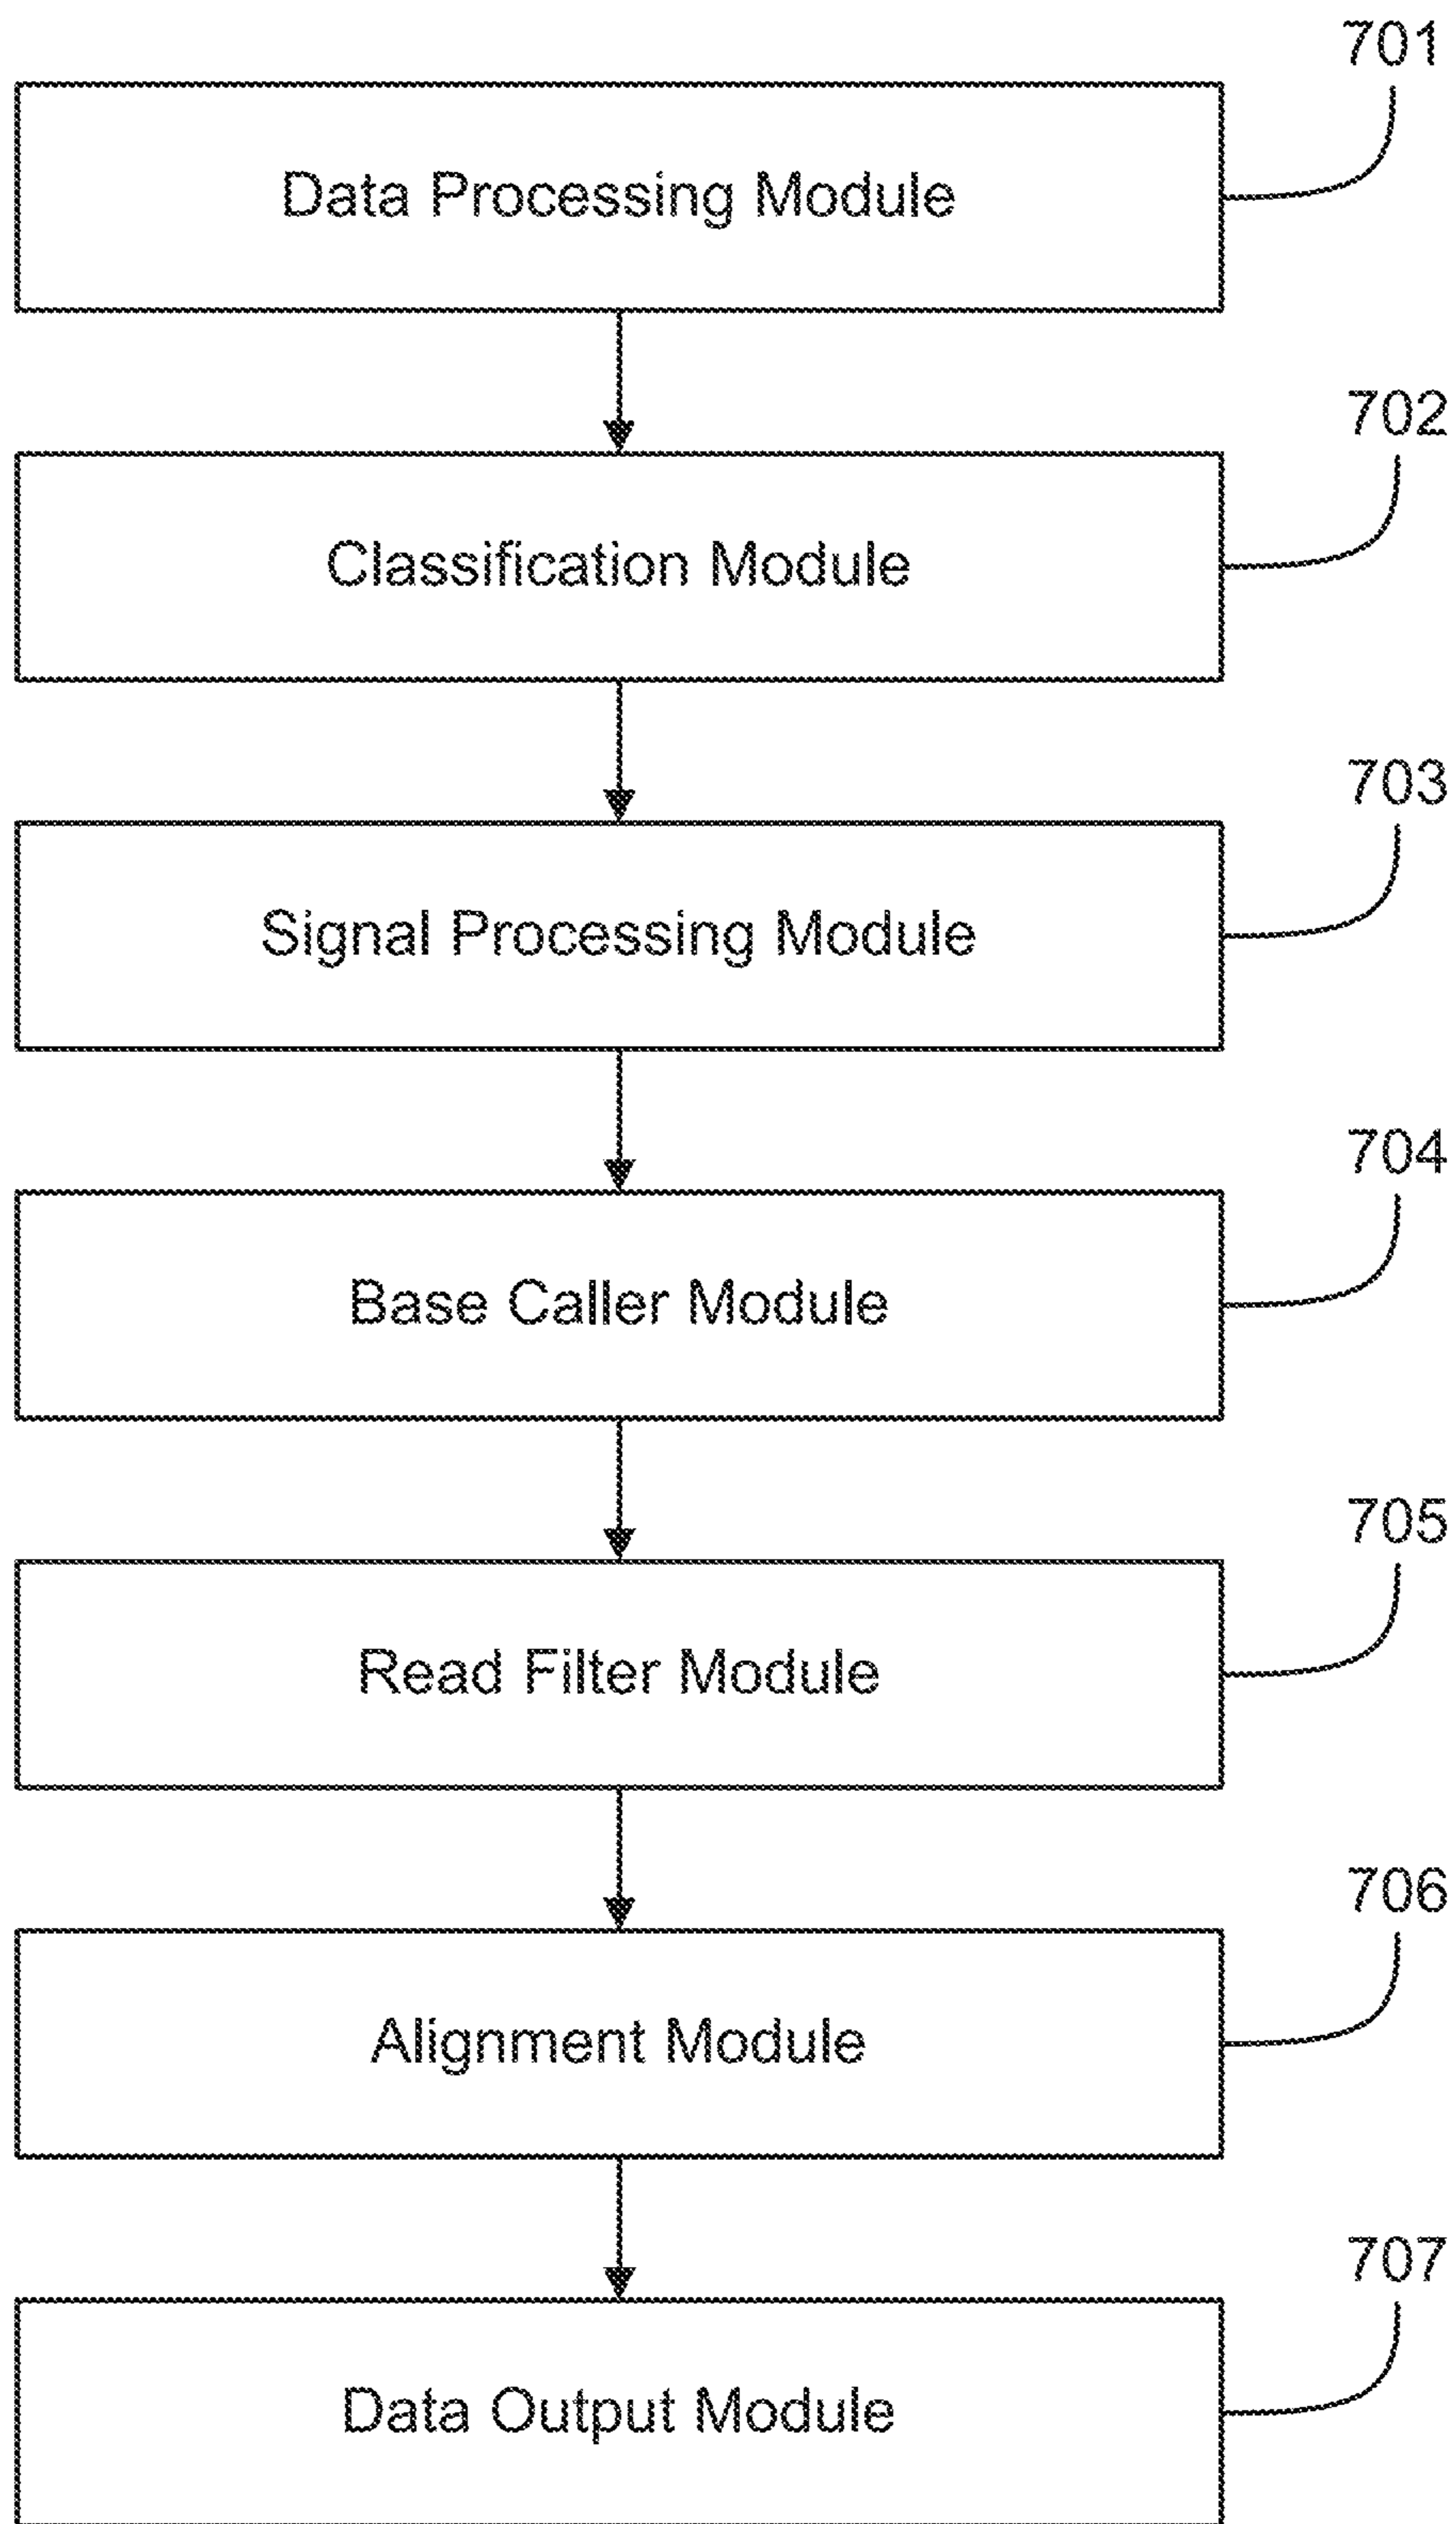 701
Data Processing Module
702
Classification Module
703
Signal Processing Module
704
Base Caller Module
705
Read Filter Module
706
Alignment Module
707
Data Output Module